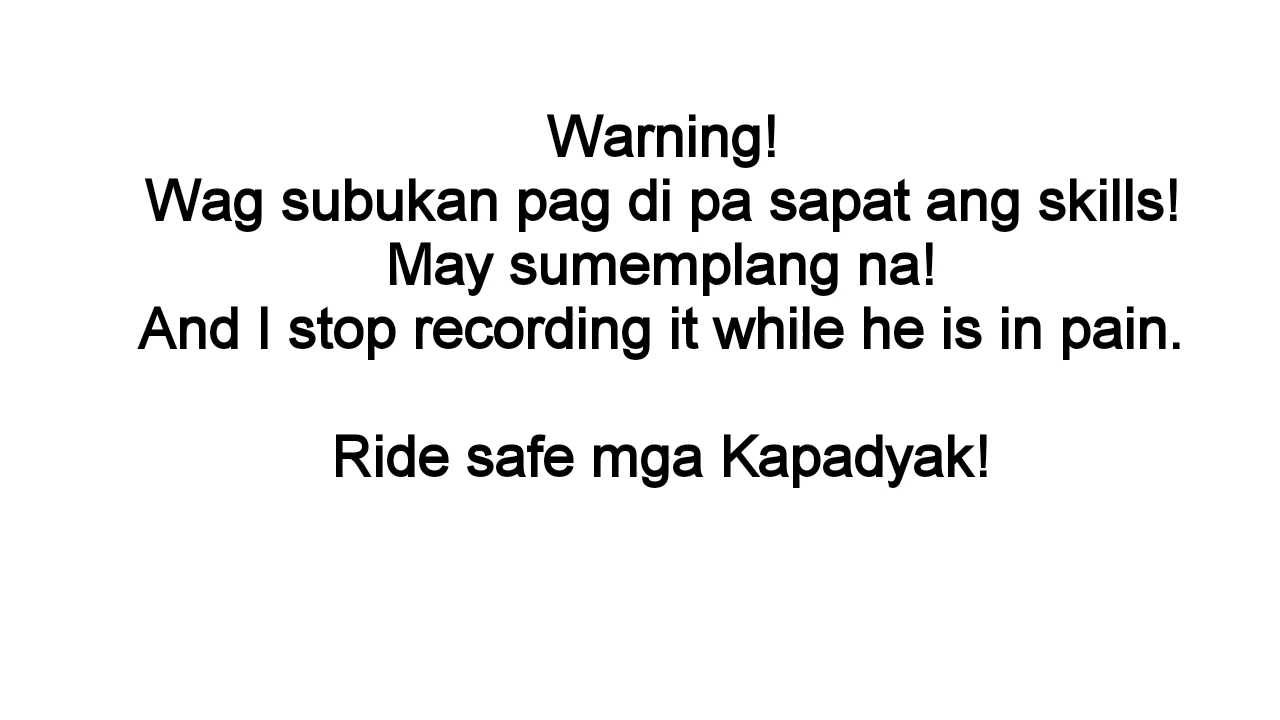 Warning!
Wag subukan pag di pa sapat ang skills!
May sumemplang na!
And I stop recording it while he is in pain.
Ride safe mga Kapadyak!